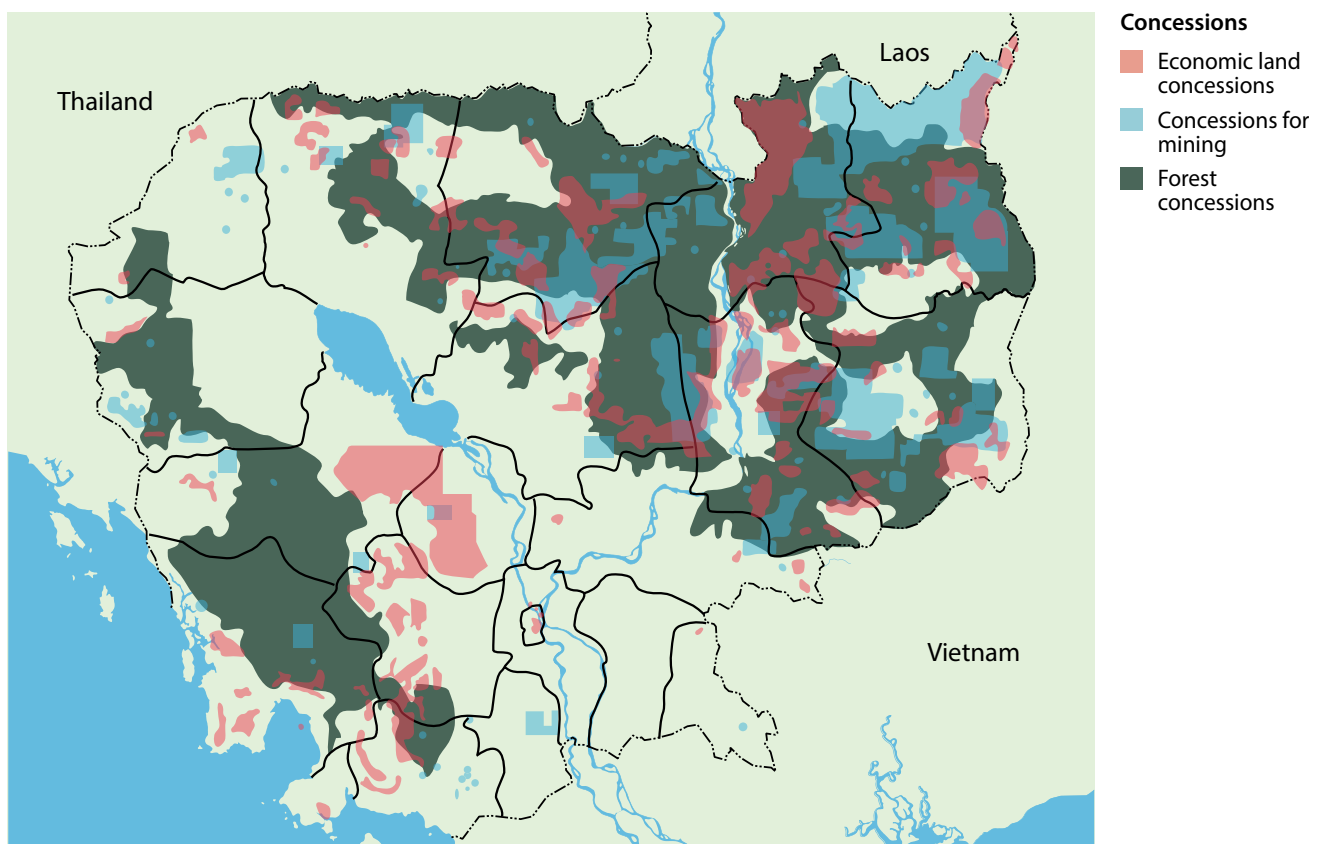 Concessions
Economic land
concessions
Concessions for
mining
Forest
concessions
Thailand
Laos
Vietnam